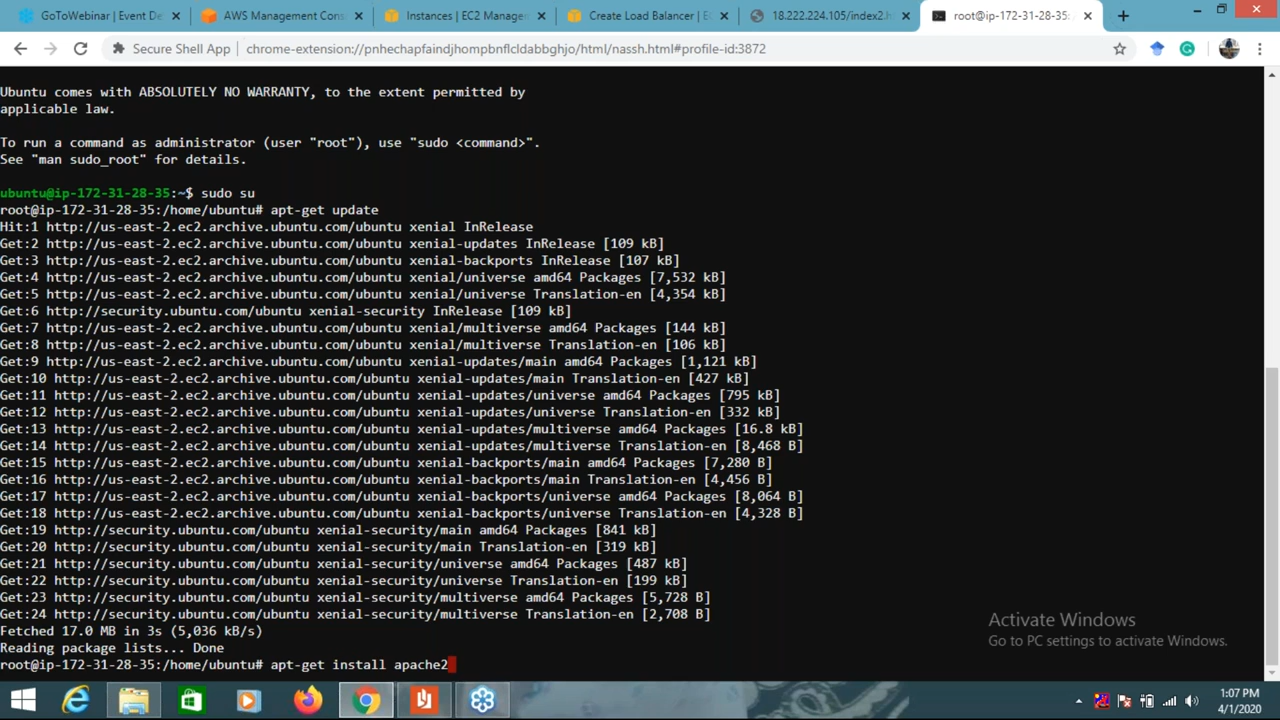 GoToWebinar | Event De
AWS Management Con
Instances | EC2 Manage
Create Load Balancer | EC
18.222.224.105/index2.h
root@ip-172-31-28-35:
Secure Shell App | chrome-extension://pnhechapfaindjhompbnflcldabbghjo/html/nassh.html#profile-id:3872
Ubuntu comes with ABSOLUTELY NO WARRANTY, to the extent permitted by
applicable law.
To run a command as administrator (user "root"), use "sudo <command>".
See "man sudo_root" for details.
ubuntu@ip-172-31-28-35:~$ sudo su
root@ip-172-31-28-35:/home/ubuntu# apt-get update
Hit:1 http://us-east-2.ec2.archive.ubuntu.com/ubuntu xenial InRelease
Get:2 http://us-east-2.ec2.archive.ubuntu.com/ubuntu xenial-updates InRelease [109 kB]
Get:3 http://us-east-2.ec2.archive.ubuntu.com/ubuntu xenial-backports InRelease [107 kB]
Get:4 http://us-east-2.ec2.archive.ubuntu.com/ubuntu xenial/universe amd64 Packages [7,532 kB]
Get:5 http://us-east-2.ec2.archive.ubuntu.com/ubuntu xenial/universe Translation-en [4,354 kB]
Get:6 http://security.ubuntu.com/ubuntu xenial-security InRelease [109 kB]
Get:7 http://us-east-2.ec2.archive.ubuntu.com/ubuntu xenial/multiverse amd64 Packages [144 kB]
Get:8 http://us-east-2.ec2.archive.ubuntu.com/ubuntu xenial/multiverse Translation-en [106 kB]
Get:9 http://us-east-2.ec2.archive.ubuntu.com/ubuntu xenial-updates/main amd64 Packages [1,121 kB]
Get:10 http://us-east-2.ec2.archive.ubuntu.com/ubuntu xenial-updates/main Translation-en [427 kB]
Get:11 http://us-east-2.ec2.archive.ubuntu.com/ubuntu xenial-updates/universe amd64 Packages [795 kB]
Get:12 http://us-east-2.ec2.archive.ubuntu.com/ubuntu xenial-updates/universe Translation-en [332 kB]
Get:13 http://us-east-2.ec2.archive.ubuntu.com/ubuntu xenial-updates/multiverse amd64 Packages [16.8 kB]
Get:14 http://us-east-2.ec2.archive.ubuntu.com/ubuntu xenial-updates/multiverse Translation-en [8,468 B]
Get:15 http://us-east-2.ec2.archive.ubuntu.com/ubuntu xenial-backports/main amd64 Packages [7,280 B]
Get:16 http://us-east-2.ec2.archive.ubuntu.com/ubuntu xenial-backports/main Translation-en [4,456 B]
Get:17 http://us-east-2.ec2.archive.ubuntu.com/ubuntu xenial-backports/universe amd64 Packages [8,064 B]
Get:18 http://us-east-2.ec2.archive.ubuntu.com/ubuntu xenial-backports/universe Translation-en [4,328 B]
Get:19 http://security.ubuntu.com/ubuntu xenial-security/main amd64 Packages [841 kB]
Get:20 http://security.ubuntu.com/ubuntu xenial-security/main Translation-en [319 kB]
Get:21 http://security.ubuntu.com/ubuntu xenial-security/universe amd64 Packages [487 kB]
Get:22 http://security.ubuntu.com/ubuntu xenial-security/universe Translation-en [199 kB]
Get:23 http://security.ubuntu.com/ubuntu xenial-security/multiverse amd64 Packages [5,728 B]
Get:24 http://security.ubuntu.com/ubuntu xenial-security/multiverse Translation-en [2,708 B]
Fetched 17.0 MB in 3s (5,036 kB/s)
Reading package lists... Done
root@ip-172-31-28-35:/home/ubuntu# apt-get install apache2
Activate Windows
Go to PC settings to activate Windows.
1:07 PM
4/1/2020